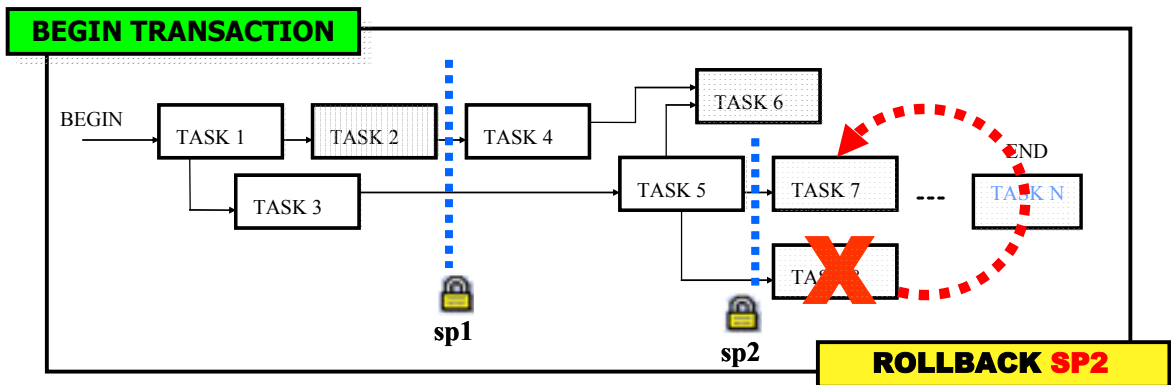 BEGIN TRANSACTION
BEGIN
TASK 1
TASK 2
TASK 4
TASK 6
TASK 3
TASK 5
TASK 7
---
END
TASK N
sp1
sp2
ROLLBACK SP2